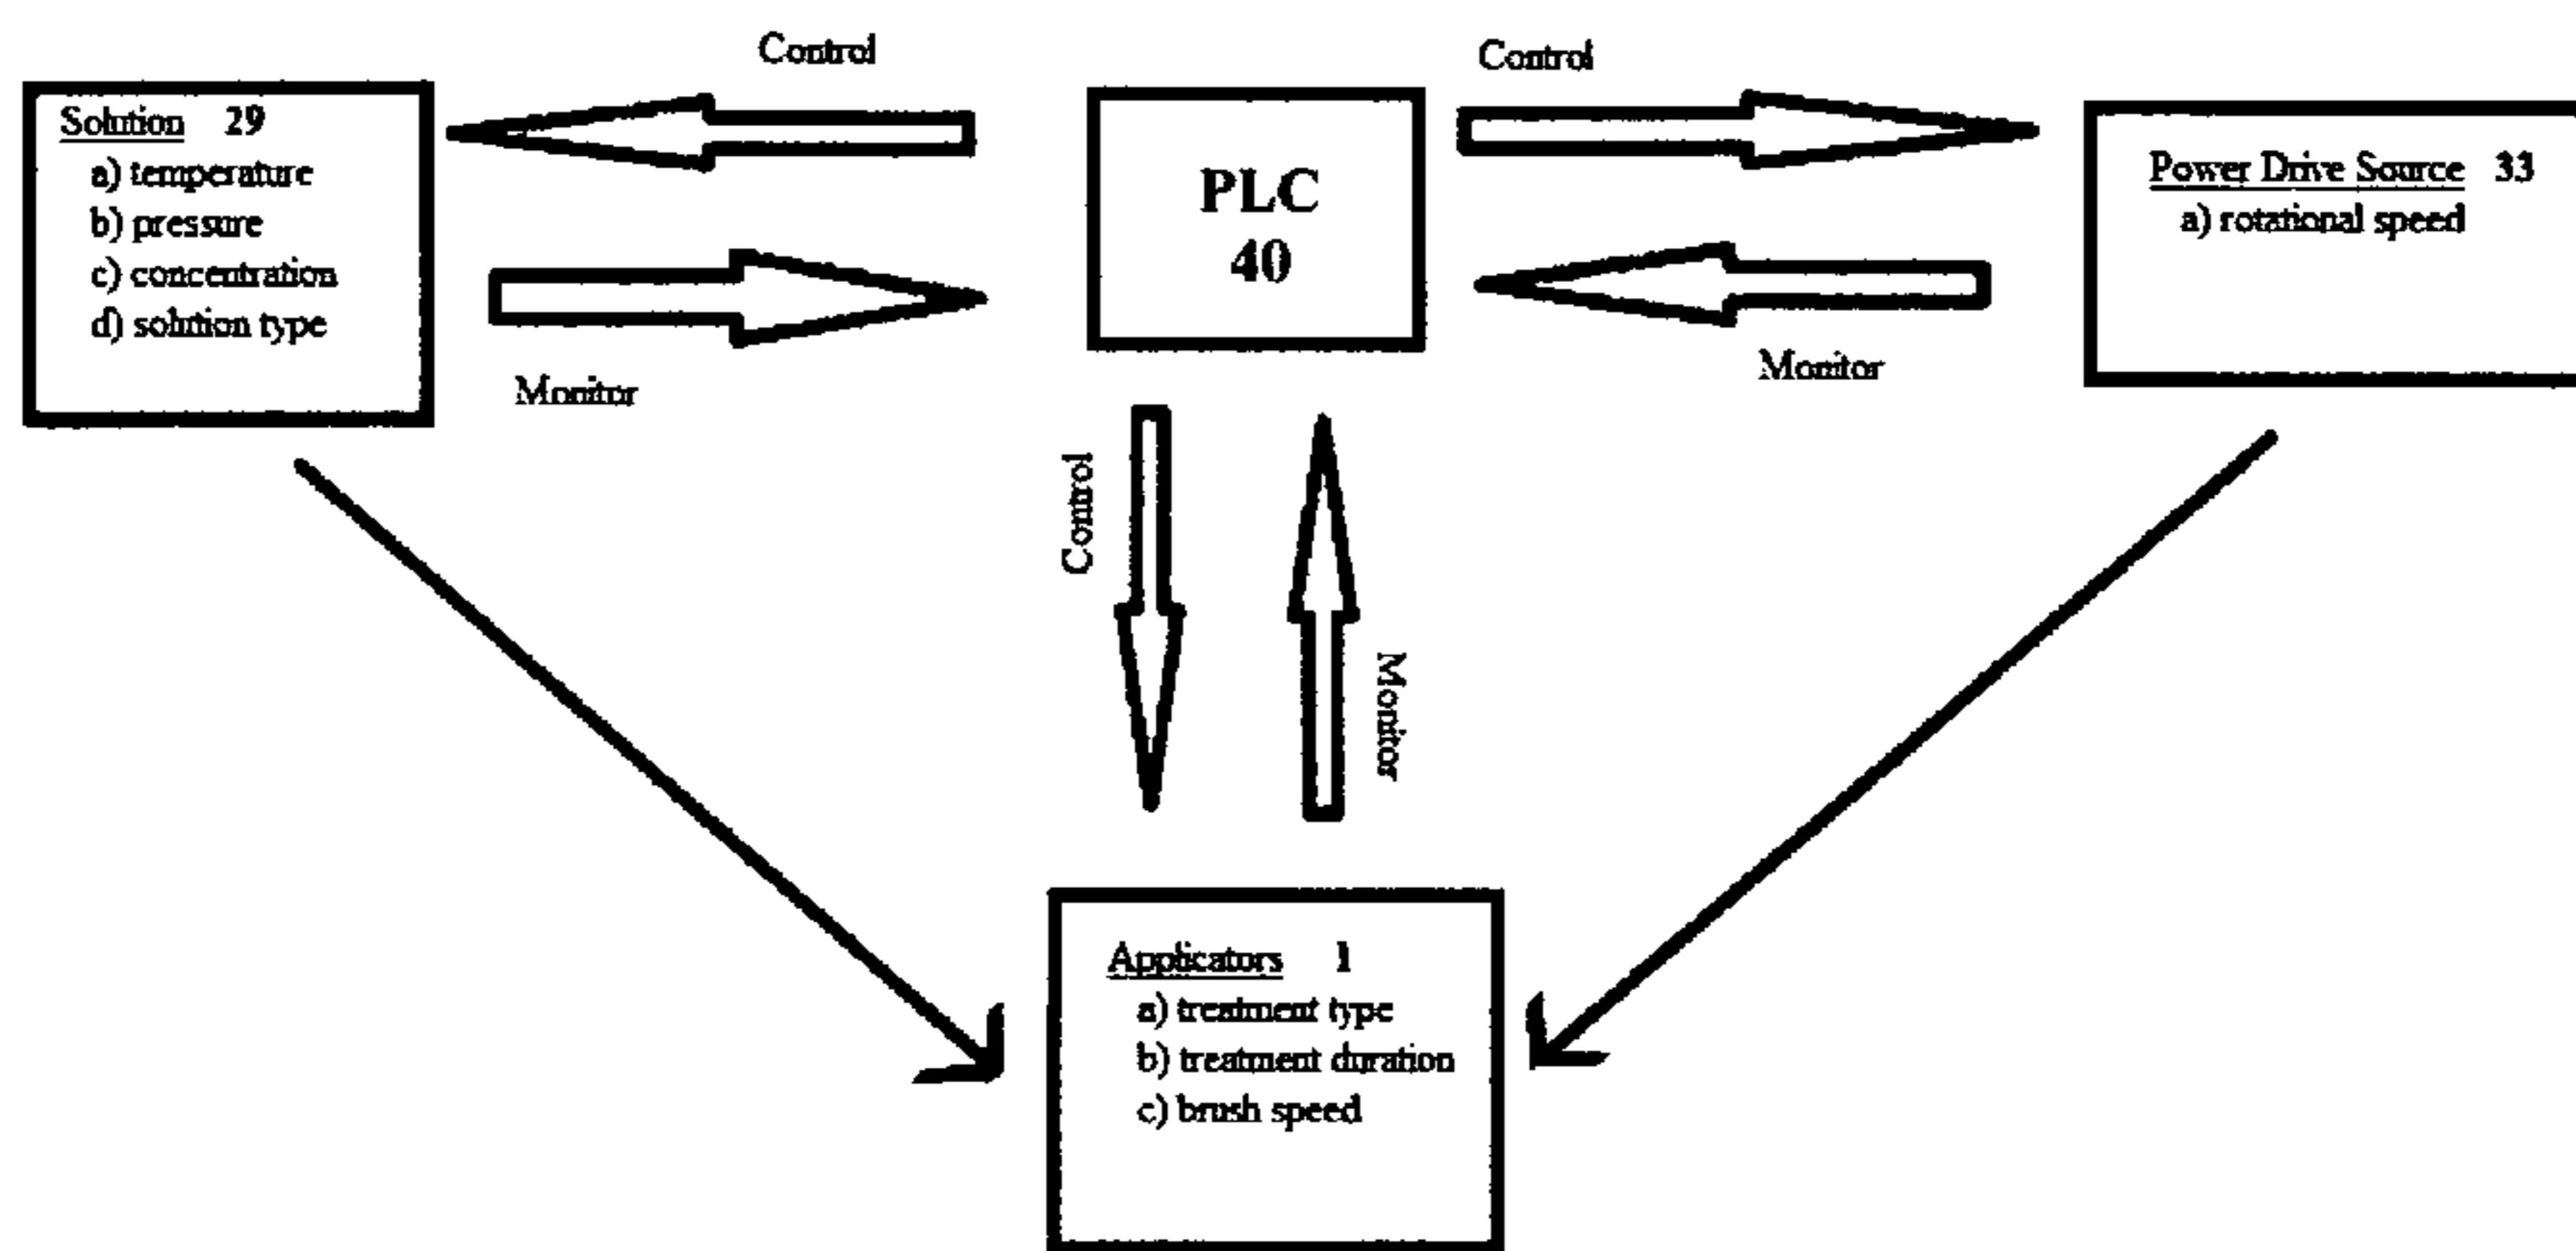 Control
Control
Solution 29
a) temperature
b) pressure
c) concentration
d) solution type
PLC
40
Power Drive Source 33
a) rotational speed
Monitor
Monitor
Control
Monitor
Applicators 1
a) treatment type
b) treatment duration
c) brush speed